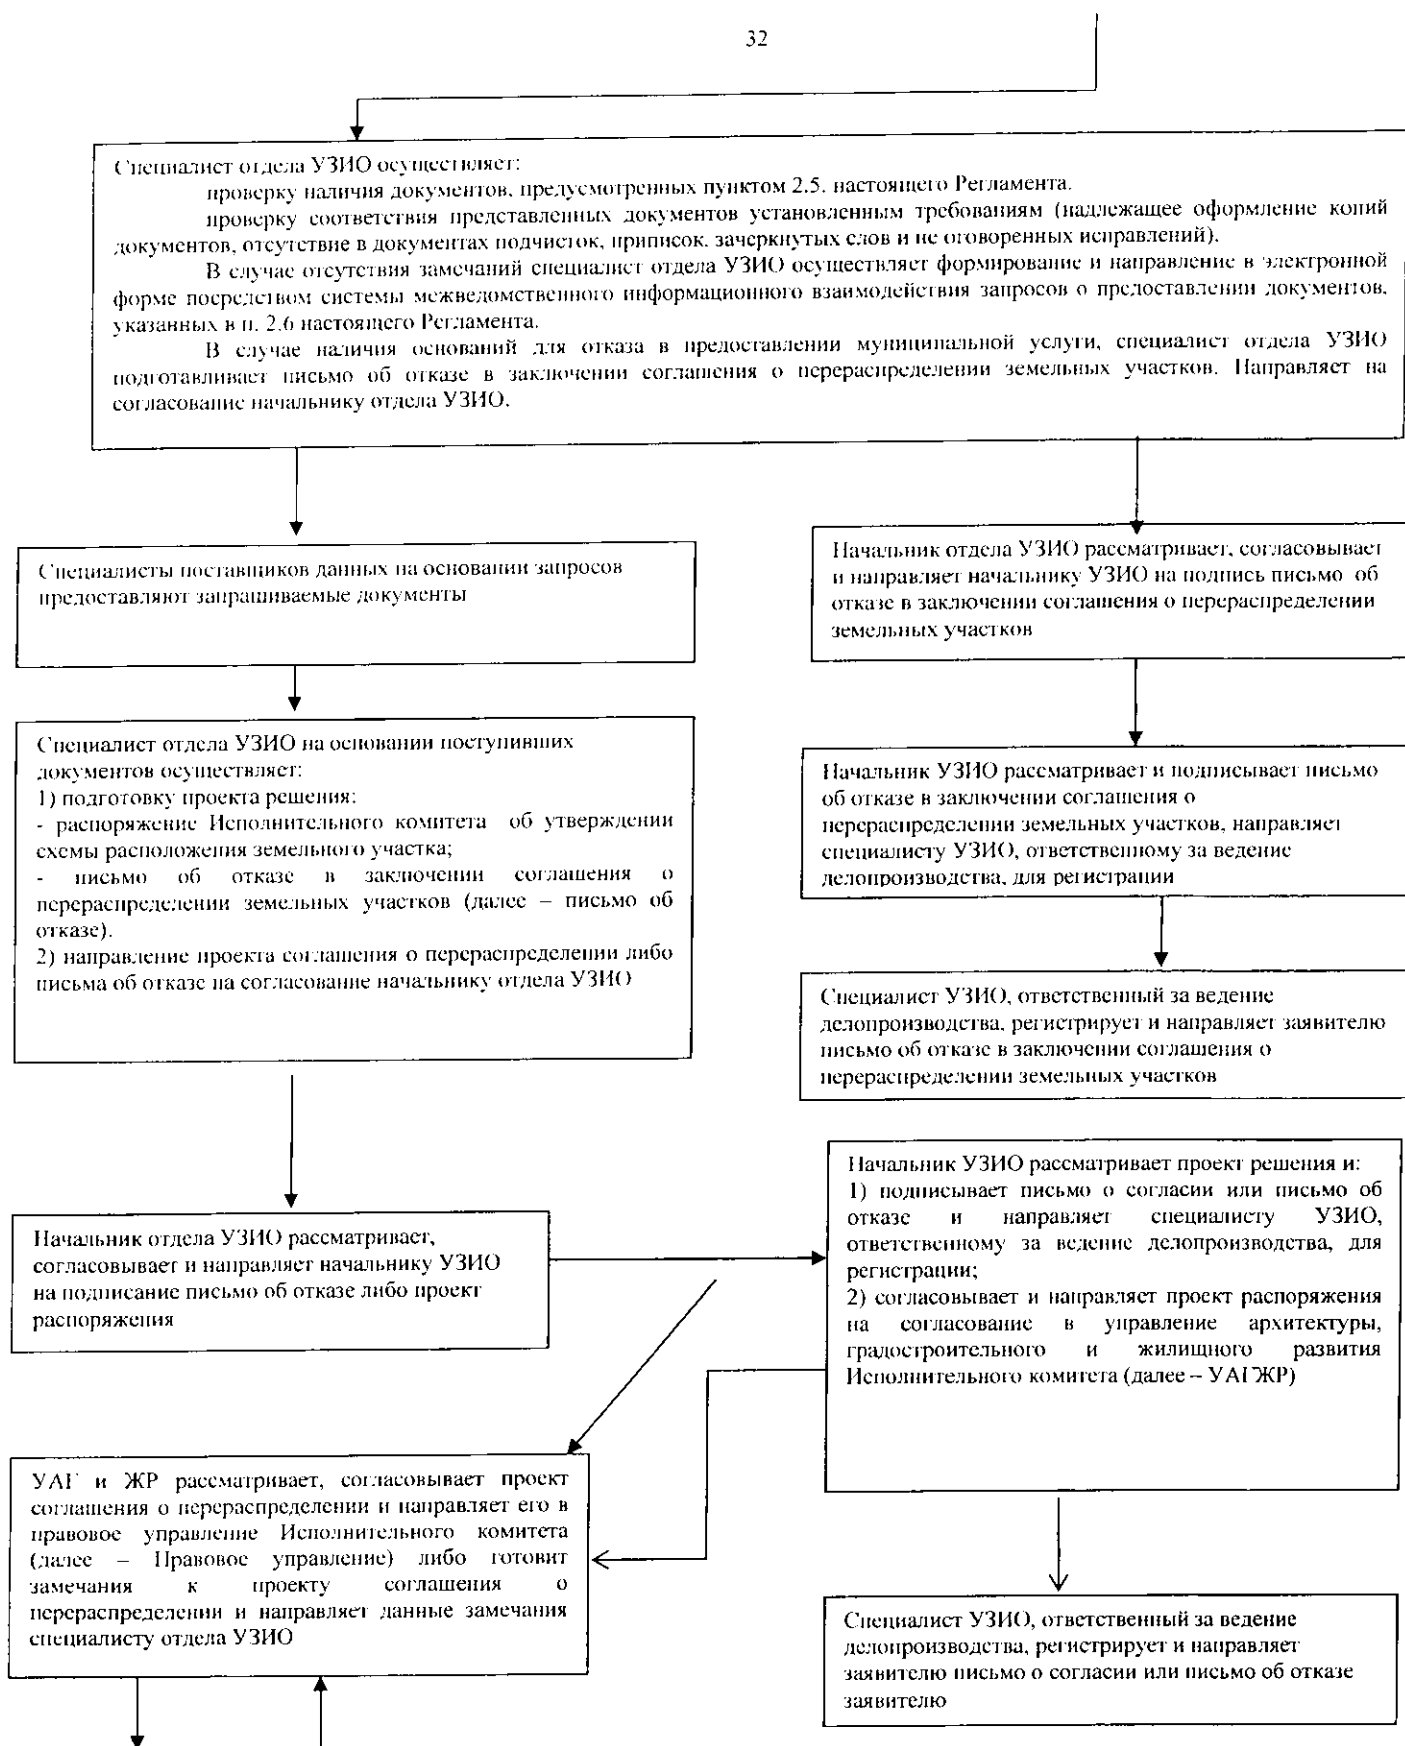 32
Специалист отдела УЗИО осуществляет:
проверку наличия документов, предусмотренных пунктом 2.5. настоящего Регламента.
проверку соответствия представленных документов установленным требованиям (надлежащее оформление копий
документов, отсутствие в документах подчисток, приписок, зачеркнутых слов и не оговоренных исправлений).
В случае отсутствия замечаний специалист отдела УЗИО осуществляет формирование и направление в электронной
форме посредством системы межведомственного информационного взаимодействия запросов о предоставлении документов,
указанных в п. 2.6 настоящего Регламента.
В случае наличия оснований для отказа в предоставлении муниципальной услуги, специалист отдела УЗИО
подготавливает письмо об отказе в заключении соглашения о перераспределении земельных участков. Направляет на
согласование начальнику отдела УЗИО.
Специалисты поставщиков данных на основании запросов
предоставляют запрашиваемые документы
Начальник отдела УЗИО рассматривает, согласовывает
и направляет начальнику УЗИО на подпись письмо об
отказе в заключении соглашения о перераспределении
земельных участков
Специалист отдела УЗИО на основании поступивших
документов осуществляет:
1) подготовку проекта решения:
- распоряжение Исполнительного комитета об утверждении
схемы расположения земельного участка;
- письмо об отказе в заключении соглашения о
перераспределении земельных участков (далее – письмо об
отказе).
2) направление проекта соглашения о перераспределении либо
письма об отказе на согласование начальнику отдела УЗИО
Начальник УЗИО рассматривает и подписывает письмо
об отказе в заключении соглашения о
перераспределении земельных участков, направляет
специалисту УЗИО, ответственному за ведение
делопроизводства, для регистрации
Специалист УЗИО, ответственный за ведение
делопроизводства, регистрирует и направляет заявителю
письмо об отказе в заключении соглашения о
перераспределении земельных участков
Начальник отдела УЗИО рассматривает,
согласовывает и направляет начальнику УЗИО
на подписание письмо об отказе либо проект
распоряжения
Начальник УЗИО рассматривает проект решения и:
1) подписывает письмо о согласии или письмо об
отказе и направляет специалисту УЗИО,
ответственному за ведение делопроизводства, для
регистрации;
2) согласовывает и направляет проект распоряжения
на согласование в управление архитектуры,
градостроительного и жилищного развития
Исполнительного комитета (далее – УАГЖР)
УАГ и ЖР рассматривает, согласовывает проект
соглашения о перераспределении и направляет его в
правовое управление Исполнительного комитета
(далее – Правовое управление) либо готовит
замечания к проекту соглашения о
перераспределении и направляет данные замечания
специалисту отдела УЗИО
Специалист УЗИО, ответственный за ведение
делопроизводства, регистрирует и направляет
заявителю письмо о согласии или письмо об отказе
заявителю